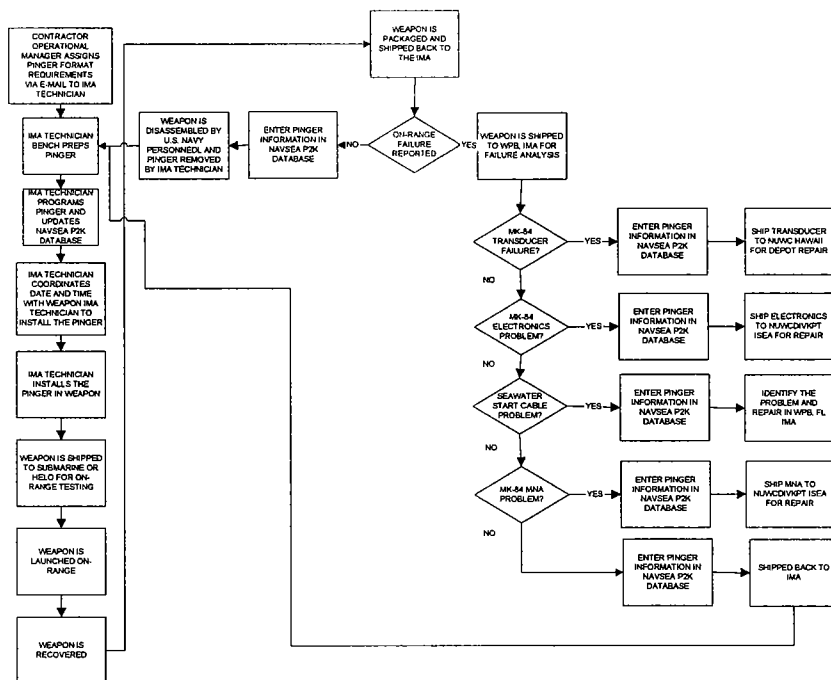 CONTRACTOR
OPERATIONAL
MANAGER ASSIGNS
PINGER FORMAT
REQUIREMENTS
VIA E-MAIL TO IMA
TECHNICIAN
IMA TECHNICIAN
BENCH PREPS
PINGER
IMA TECHNICIAN
PROGRAMS
PINGER AND
UPDATES
NAVSEA P2K
DATABASE
IMA TECHNICIAN
COORDINATES
DATE AND TIME
WITH WEAPON IMA
TECHNICIAN TO
INSTALL THE PINGER
IMA TECHNICIAN
INSTALLS THE
PINGER IN WEAPON
WEAPON IS SHIPPED
TO SUBMARINE OR
HELO FOR ON-
RANGE TESTING
WEAPON IS
LAUNCHED ON-
RANGE
WEAPON IS
RECOVERED
WEAPON IS
PACKAGED AND
SHIPPED BACK TO
THE IMA
ON-RANGE
FAILURE
REPORTED
NO
ENTER PINGER
INFORMATION IN
NAVSEA P2K
DATABASE
WEAPON IS
DISASSEMBLED BY
U.S. NAVY
PERSONNEL AND
PINGER REMOVED
BY IMA TECHNICIAN
YES
WEAPON IS SHIPPED
TO WPB, IMA FOR
FAILURE ANALYSIS
MK-84
TRANSDUCER
FAILURE?
YES
ENTER PINGER
INFORMATION IN
NAVSEA P2K
DATABASE
SHIP TRANSDUCER
TO NUWC HAWAII
FOR DEPOT REPAIR
NO
MK-84
ELECTRONICS
PROBLEM?
YES
ENTER PINGER
INFORMATION IN
NAVSEA P2K
DATABASE
SHIP ELECTRONICS
TO NUWCDIVKPT
ISEA FOR REPAIR
NO
SEAWATER
START CABLE
PROBLEM?
YES
ENTER PINGER
INFORMATION IN
NAVSEA P2K
DATABASE
IDENTIFY THE
PROBLEM AND
REPAIR IN WPB, FL
IMA
NO
MK-84 MNA
PROBLEM?
YES
ENTER PINGER
INFORMATION IN
NAVSEA P2K
DATABASE
SHIP MNA TO
NUWCDIVKPT ISEA
FOR REPAIR
NO
ENTER PINGER
INFORMATION IN
NAVSEA P2K
DATABASE
SHIPPED BACK TO
IMA